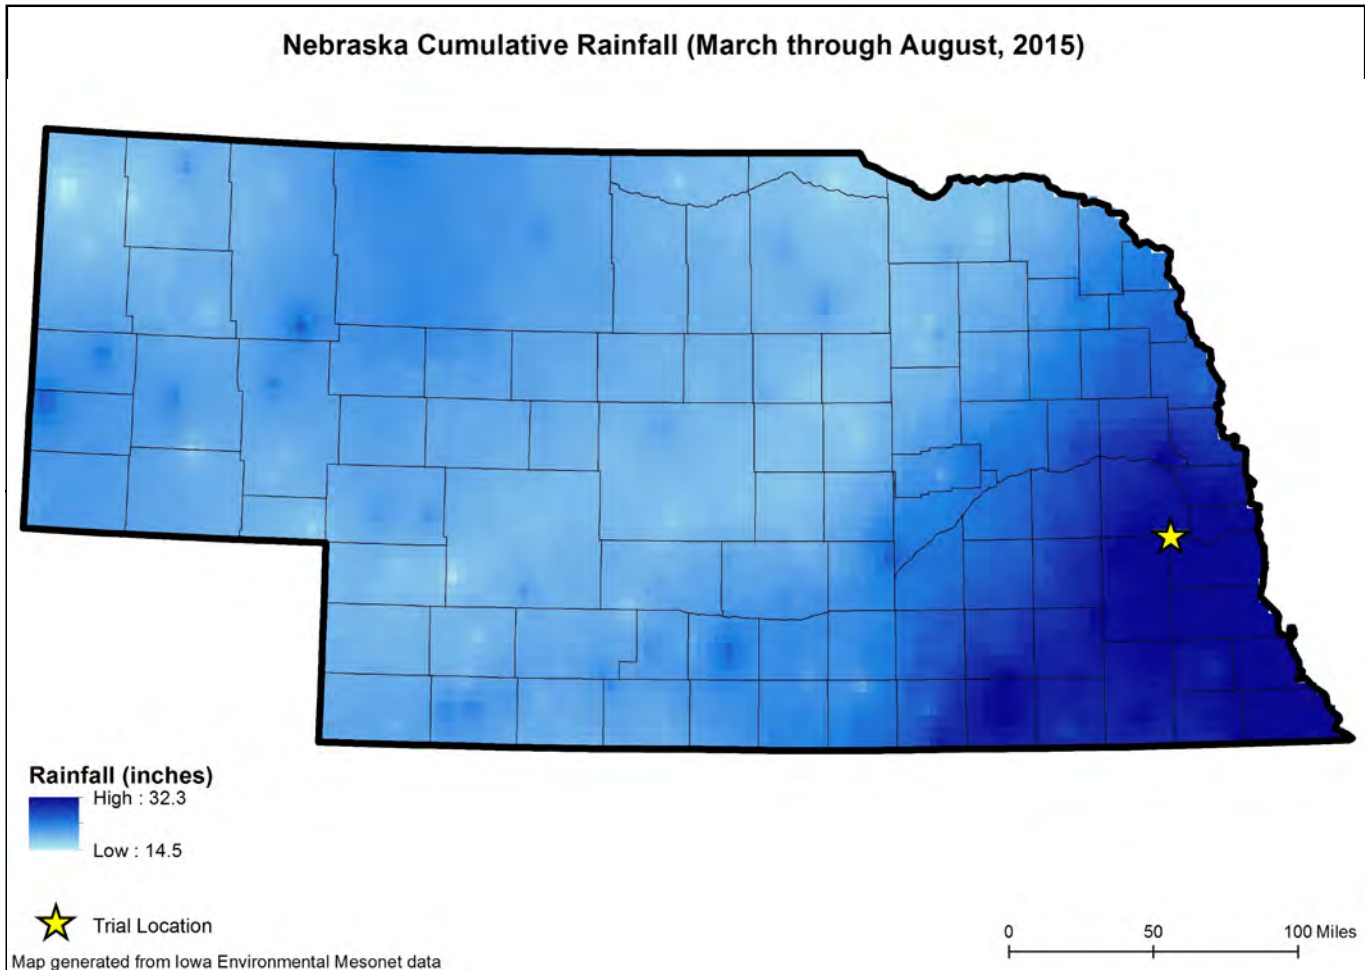 Nebraska Cumulative Rainfall (March through August, 2015)
Rainfall (inches)
High : 32.3
Low : 14.5
Trial Location
0 50 100 Miles
Map generated from Iowa Environmental Mesonet data